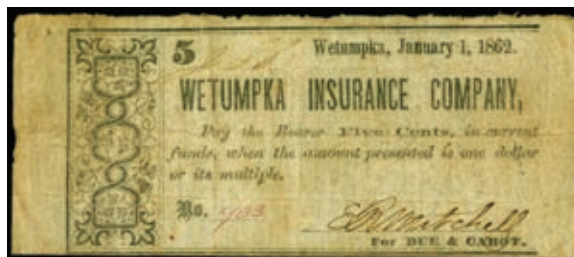 5 Wetumpka, January 1, 1862.
WETUMPKA INSURANCE COMPANY,
Pay the Bearer Five Cents, in current
funds, when the amount presented is one dollar
or its multiple.
No. 
E R Mitchell
For DUE & CABOT.